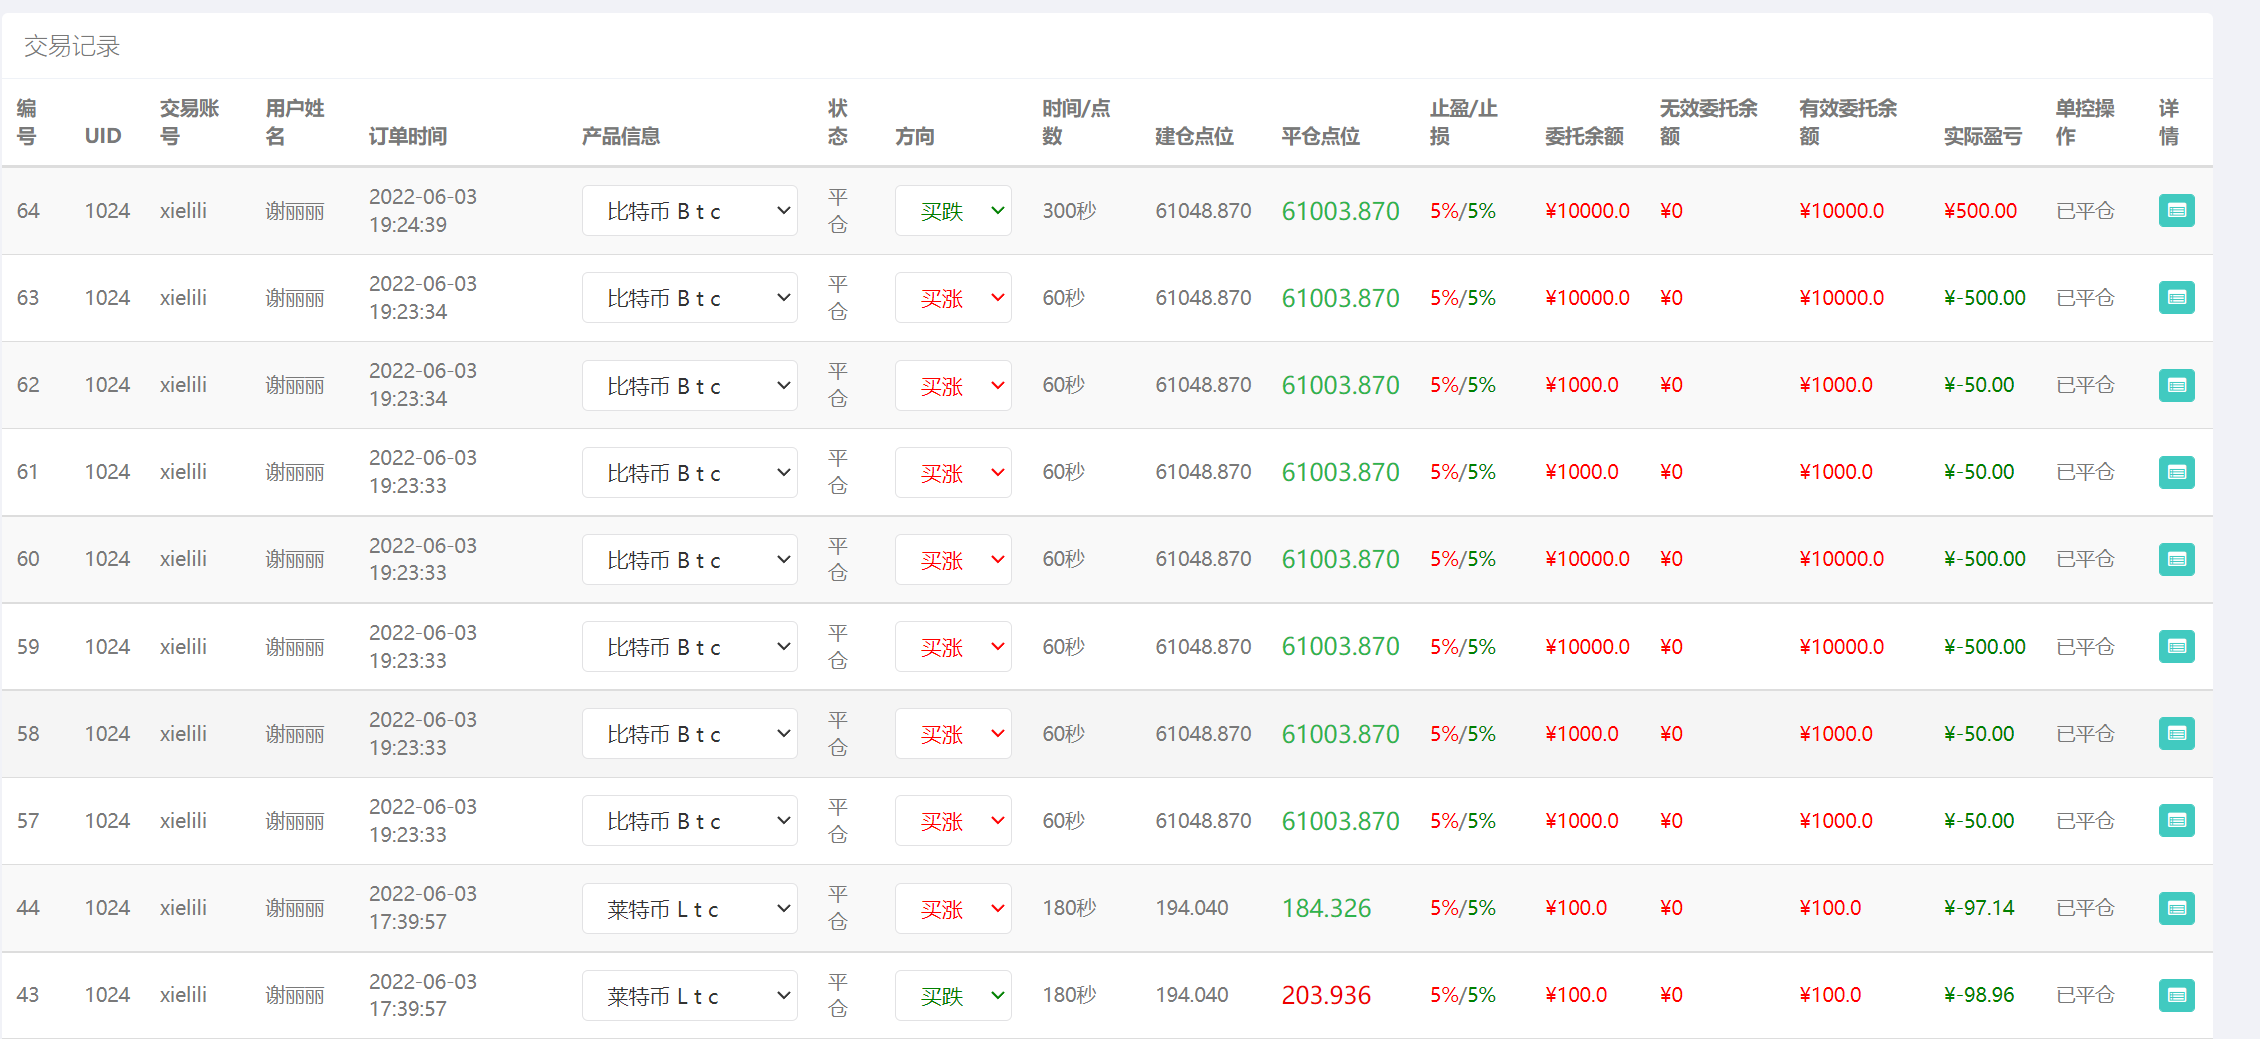 交易记录
编号 UID 交易账号 用户姓名 订单时间 产品信息 状态 方向 时间/点数 建仓点位 平仓点位 止盈/止损 委托余额 无效委托余额 有效委托余额 实际盈亏 单控操作 详情
64 1024 xielili 谢丽丽 2022-06-03 19:24:39 比特币 B t c 平仓 买跌 300秒 61048.870 61003.870 5%/5% ¥10000.0 ¥0 ¥10000.0 ¥500.00 已平仓
63 1024 xielili 谢丽丽 2022-06-03 19:23:34 比特币 B t c 平仓 买涨 60秒 61048.870 61003.870 5%/5% ¥10000.0 ¥0 ¥10000.0 ¥-500.00 已平仓
62 1024 xielili 谢丽丽 2022-06-03 19:23:34 比特币 B t c 平仓 买涨 60秒 61048.870 61003.870 5%/5% ¥1000.0 ¥0 ¥1000.0 ¥-50.00 已平仓
61 1024 xielili 谢丽丽 2022-06-03 19:23:33 比特币 B t c 平仓 买涨 60秒 61048.870 61003.870 5%/5% ¥1000.0 ¥0 ¥1000.0 ¥-50.00 已平仓
60 1024 xielili 谢丽丽 2022-06-03 19:23:33 比特币 B t c 平仓 买涨 60秒 61048.870 61003.870 5%/5% ¥10000.0 ¥0 ¥10000.0 ¥-500.00 已平仓
59 1024 xielili 谢丽丽 2022-06-03 19:23:33 比特币 B t c 平仓 买涨 60秒 61048.870 61003.870 5%/5% ¥10000.0 ¥0 ¥10000.0 ¥-500.00 已平仓
58 1024 xielili 谢丽丽 2022-06-03 19:23:33 比特币 B t c 平仓 买涨 60秒 61048.870 61003.870 5%/5% ¥1000.0 ¥0 ¥1000.0 ¥-50.00 已平仓
57 1024 xielili 谢丽丽 2022-06-03 19:23:33 比特币 B t c 平仓 买涨 60秒 61048.870 61003.870 5%/5% ¥1000.0 ¥0 ¥1000.0 ¥-50.00 已平仓
44 1024 xielili 谢丽丽 2022-06-03 17:39:57 莱特币 L t c 平仓 买涨 180秒 194.040 184.326 5%/5% ¥100.0 ¥0 ¥100.0 ¥-97.14 已平仓
43 1024 xielili 谢丽丽 2022-06-03 17:39:57 莱特币 L t c 平仓 买跌 180秒 194.040 203.936 5%/5% ¥100.0 ¥0 ¥100.0 ¥-98.96 已平仓